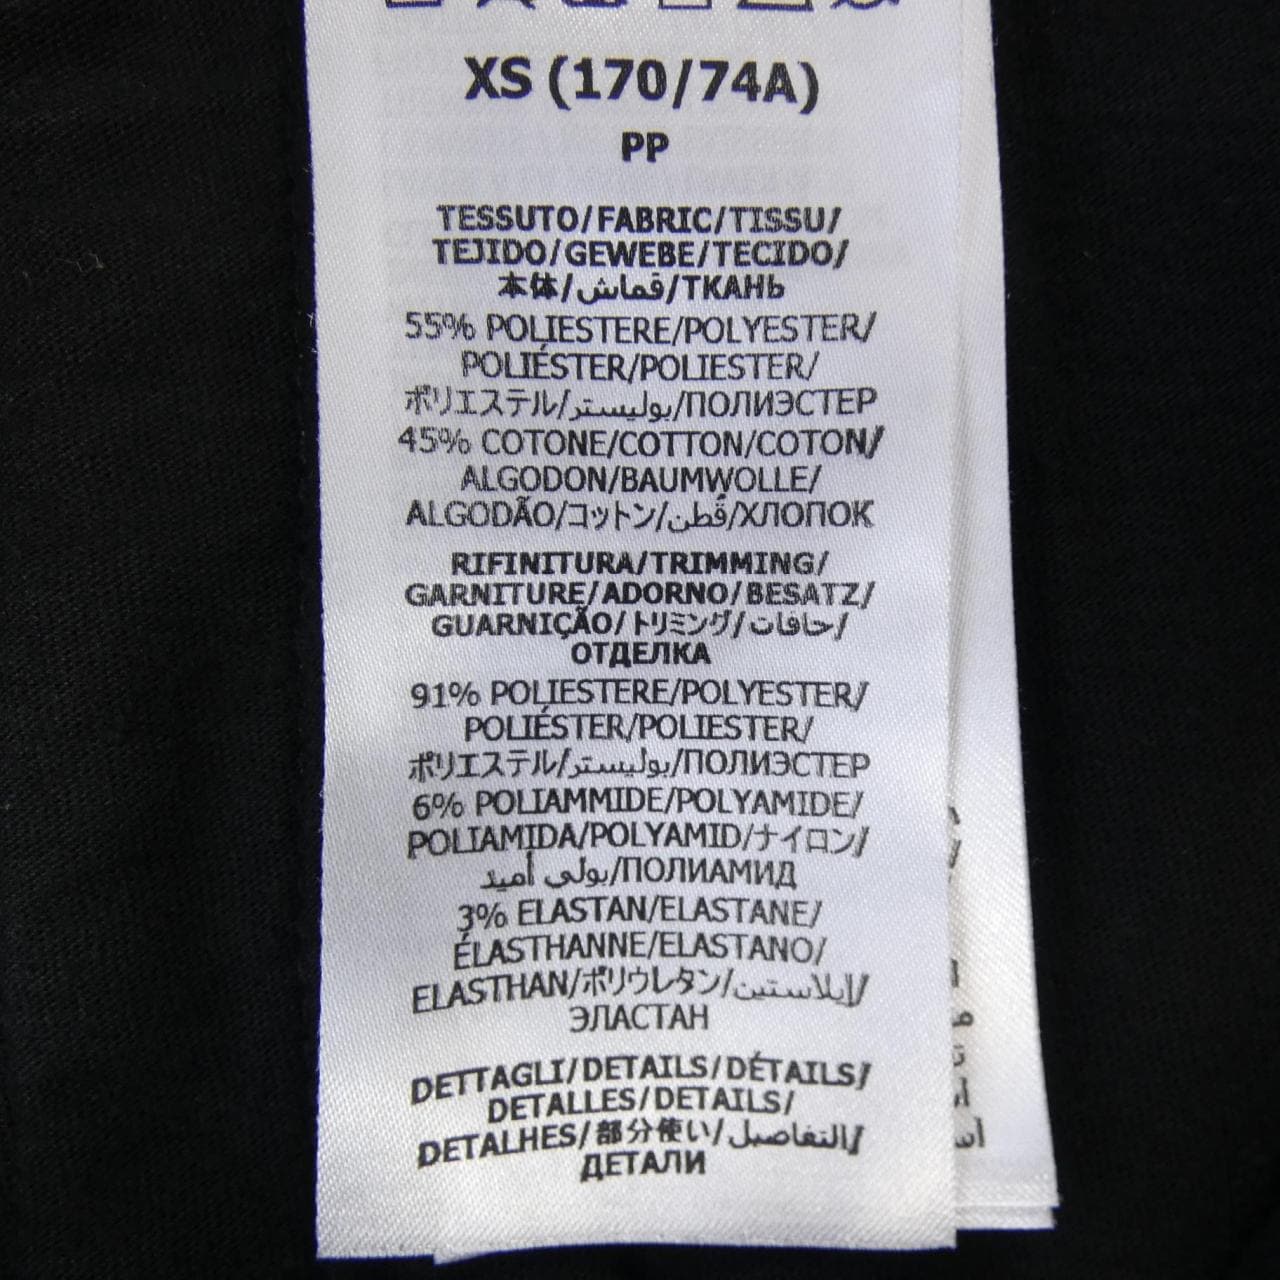 XS (170/74A)
PP
TESSUTO/FABRIC/TISSU/
TEJIDO/GEWEBE/TECIDO/
本体/قماش/ТКАНЬ
55% POLIESTERE/POLYESTER/
POLIÉSTER/POLIESTER/
ポリエステル/بوليستر/ПОЛИЭСТЕР
45% COTONE/COTTON/COTON/
ALGODON/BAUMWOLLE/
ALGODÃO/コットン/قطن/ХЛОПОК
RIFINITURA/TRIMMING/
GARNITURE/ADORNO/BESATZ/
GUARNIÇÃO/トリミング/حافات/
ОТДЕЛКА
91% POLIESTERE/POLYESTER/
POLIÉSTER/POLIESTER/
ポリエステル/بوليستر/ПОЛИЭСТЕР
6% POLIAMMIDE/POLYAMIDE/
POLIAMIDA/POLYAMID/ナイロン/
بولي أميد/ПОЛИАМИД
3% ELASTAN/ELASTANE/
ÉLASTHANNE/ELASTANO/
ELASTHAN/ポリウレタン/إيلاستين/
ЭЛАСТАН
DETTAGLI/DETAILS/DÉTAILS/
DETALLES/DETAILS/
DETALHES/部分使い/التفاصيل/
ДЕТАЛИ